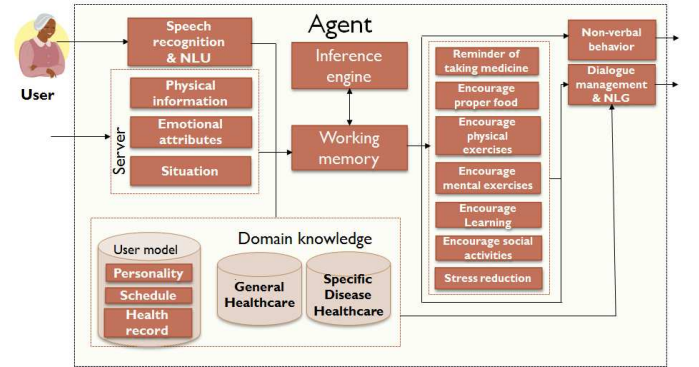 Agent
User
Speech
recognition
& NLU
Server
Physical
information
Emotional
attributes
Situation
Inference
engine
Working
memory
Reminder of
taking medicine
Encourage
proper food
Encourage
physical
exercises
Encourage
mental exercises
Encourage
Learning
Encourage social
activities
Stress reduction
Non-verbal
behavior
Dialogue
management
& NLG
Domain knowledge
User model
Personality
Schedule
Health
record
General
Healthcare
Specific
Disease
Healthcare